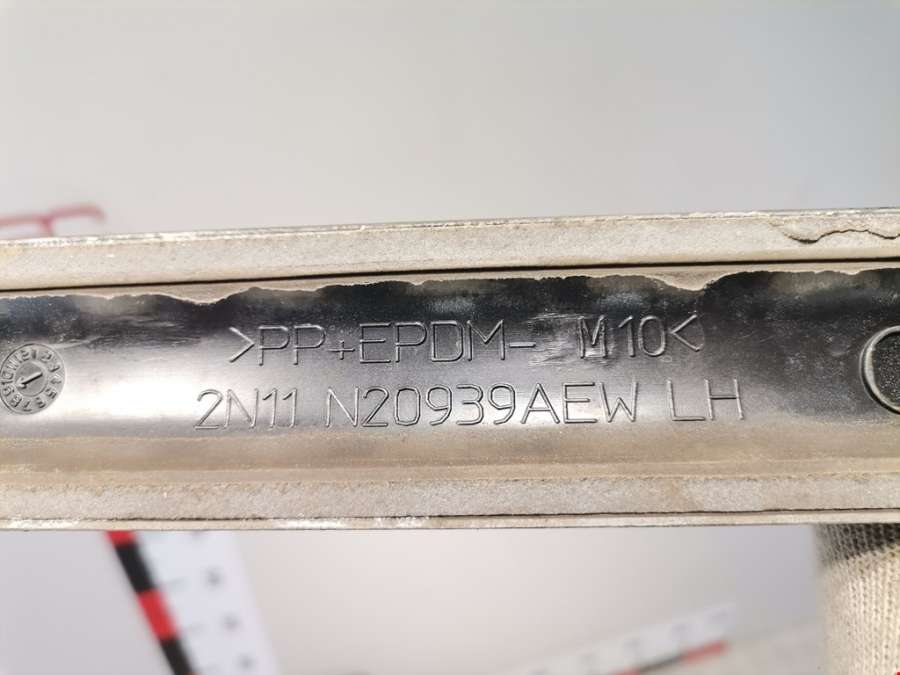 >PP+EPDM- M10<
2N11 N20939AEW LH